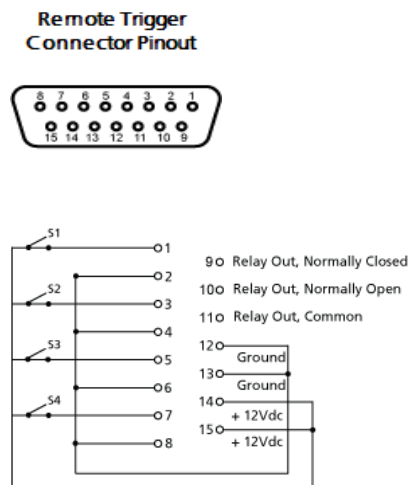 Remote Trigger
Connector Pinout
8 7 6 5 4 3 2 1
15 14 13 12 11 10 9
S1
1
2
S2
3
4
S3
5
6
S4
7
8
9 Relay Out, Normally Closed
10 Relay Out, Normally Open
11 Relay Out, Common
12
Ground
13
Ground
14
+ 12Vdc
15
+ 12Vdc